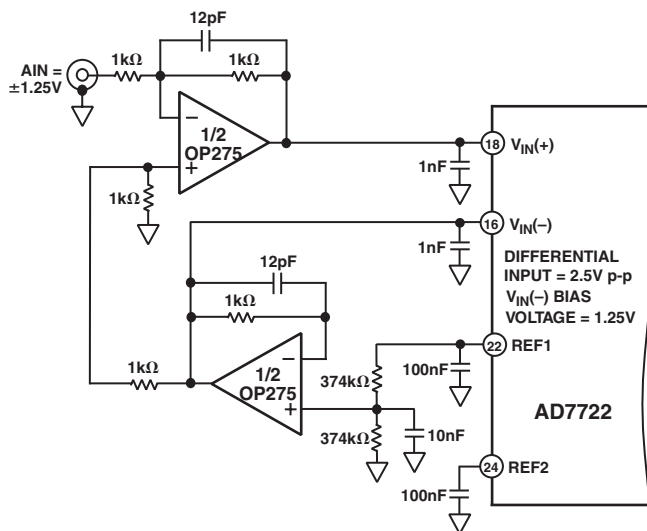 12pF
1kΩ
1kΩ
AIN =
±1.25V
–
1/2
OP275
+
1kΩ
1nF
18
VIN(+)
16
VIN(–)
1nF
12pF
1kΩ
DIFFERENTIAL
INPUT = 2.5V p-p
VIN(–) BIAS
VOLTAGE = 1.25V
1kΩ
–
1/2
OP275
+
22
REF1
100nF
374kΩ
374kΩ
10nF
AD7722
24
REF2
100nF